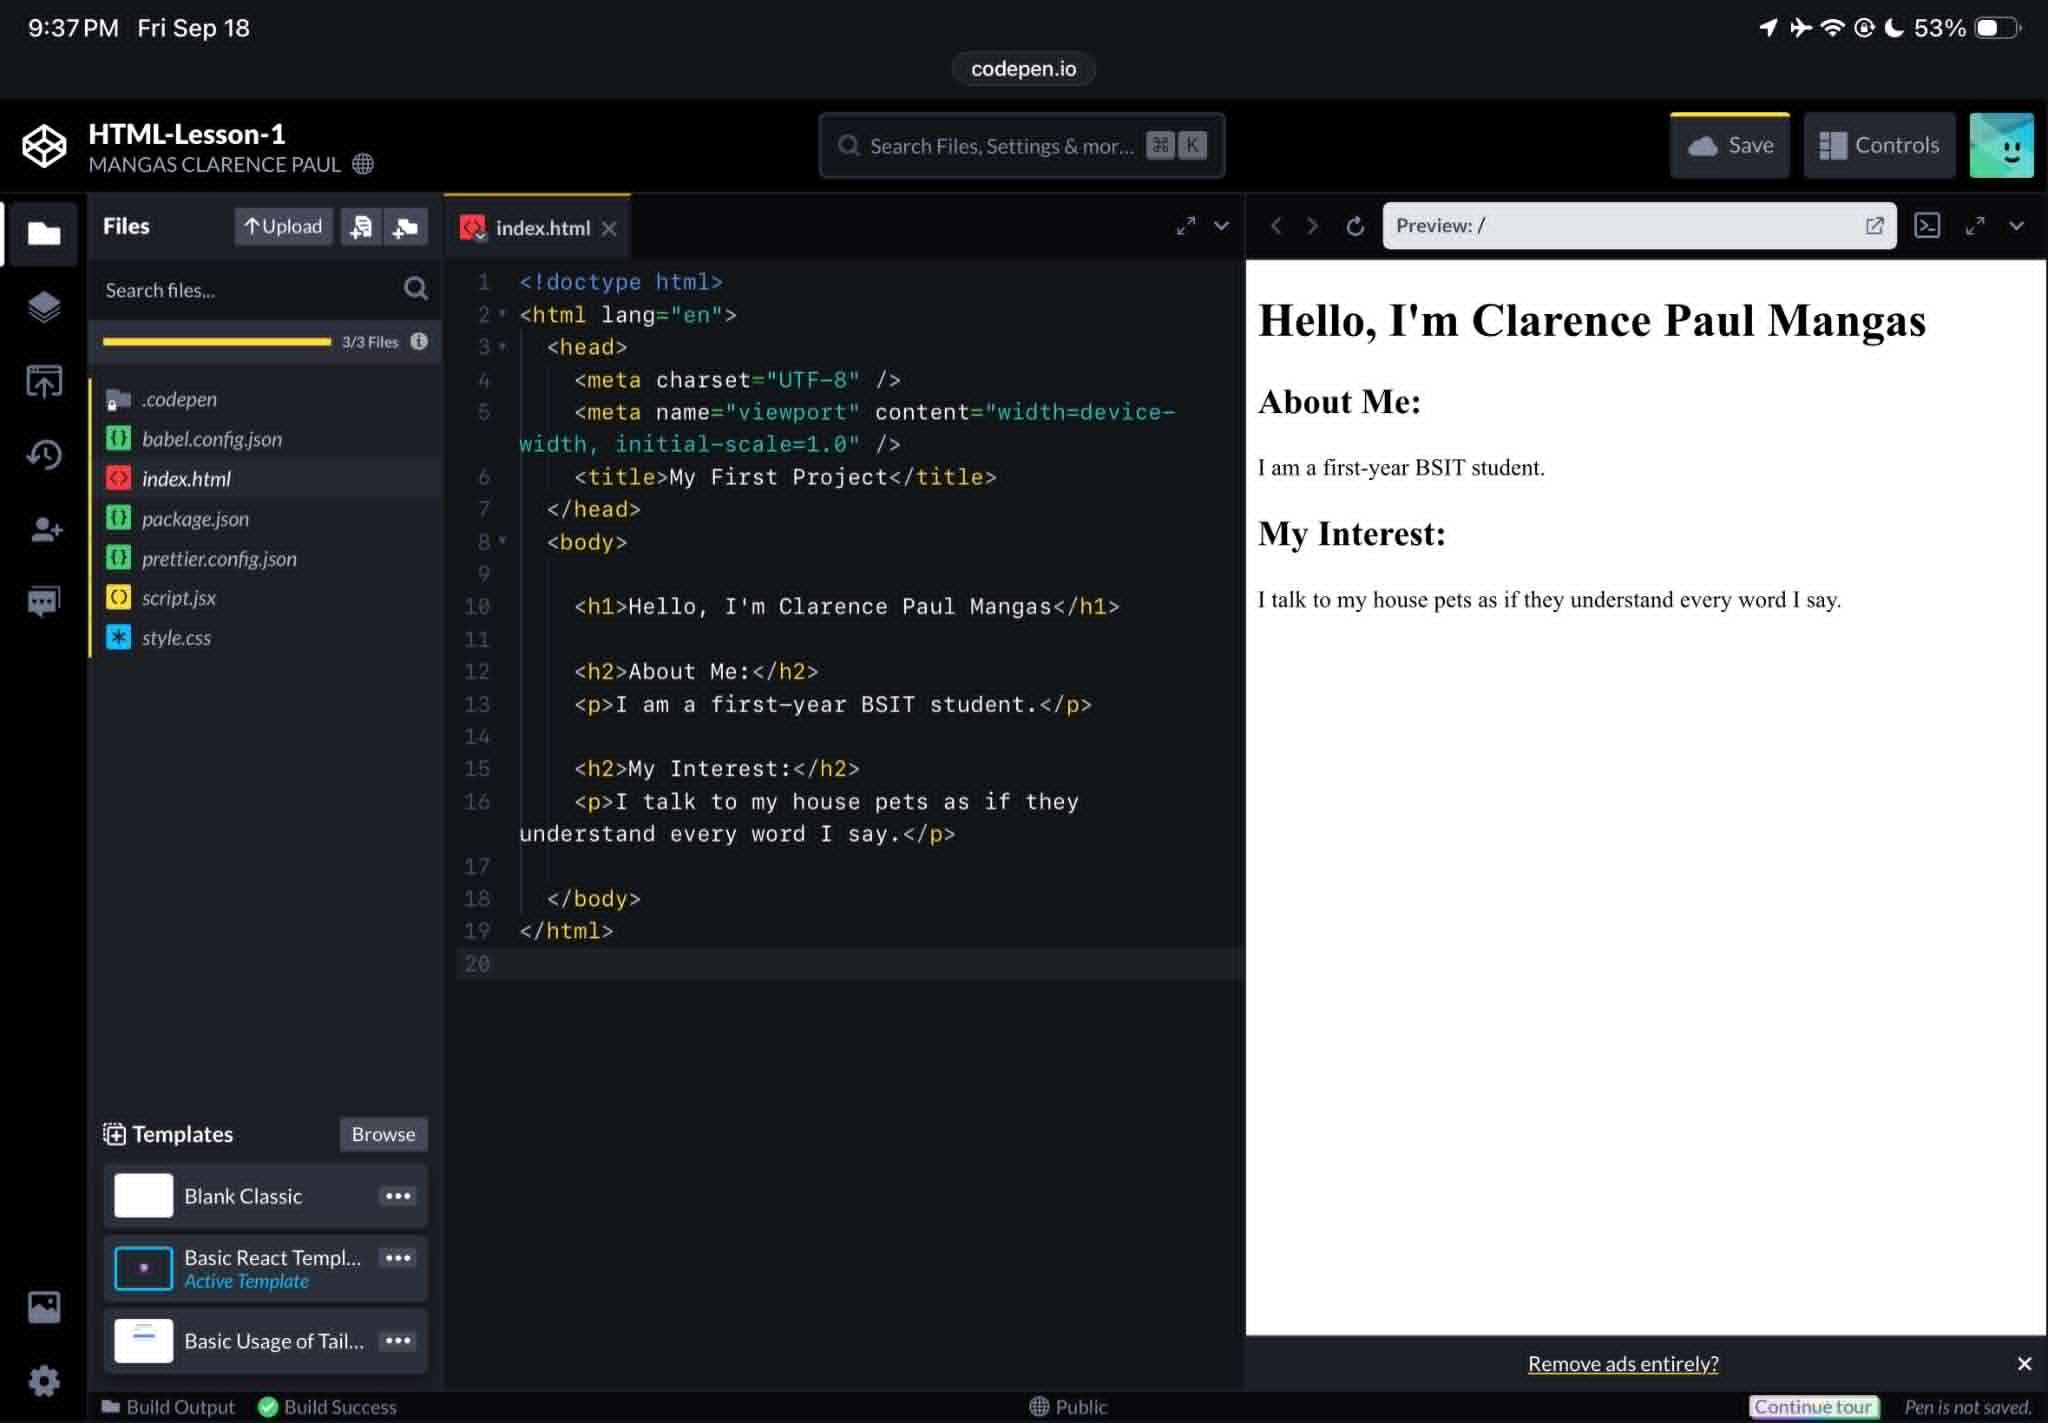 9:37 PM Fri Sep 18
53%
codepen.io
HTML-Lesson-1
MANGAS CLARENCE PAUL
Search Files, Settings & mor... ⌘ K
Save
Controls
Files
Upload
Search files...
3/3 Files
.codepen
babel.config.json
index.html
package.json
prettier.config.json
script.jsx
style.css
Templates
Browse
Blank Classic
Basic React Templ...
Active Template
Basic Usage of Tail...
index.html
1 <!doctype html>
2 <html lang="en">
3 <head>
4 <meta charset="UTF-8" />
5 <meta name="viewport" content="width=device-
width, initial-scale=1.0" />
6 <title>My First Project</title>
7 </head>
8 <body>
9
10 <h1>Hello, I'm Clarence Paul Mangas</h1>
11
12 <h2>About Me:</h2>
13 <p>I am a first-year BSIT student.</p>
14
15 <h2>My Interest:</h2>
16 <p>I talk to my house pets as if they
understand every word I say.</p>
17
18 </body>
19 </html>
20
Preview: /
Hello, I'm Clarence Paul Mangas
About Me:
I am a first-year BSIT student.
My Interest:
I talk to my house pets as if they understand every word I say.
Remove ads entirely?
Build Output
Build Success
Public
Continue tour
Pen is not saved.